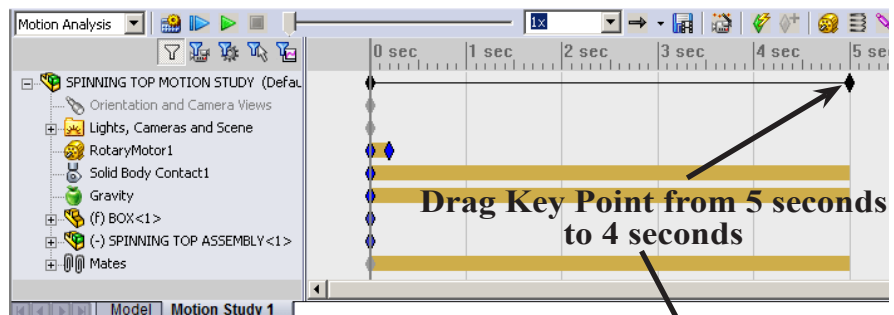 Motion Analysis
1x
0 sec 1 sec 2 sec 3 sec 4 sec 5 se
SPINNING TOP MOTION STUDY (Defau
Orientation and Camera Views
Lights, Cameras and Scene
RotaryMotor1
Solid Body Contact1
Gravity
(f) BOX<1>
(-) SPINNING TOP ASSEMBLY<1>
Mates
Drag Key Point from 5 seconds
to 4 seconds
Model Motion Study 1